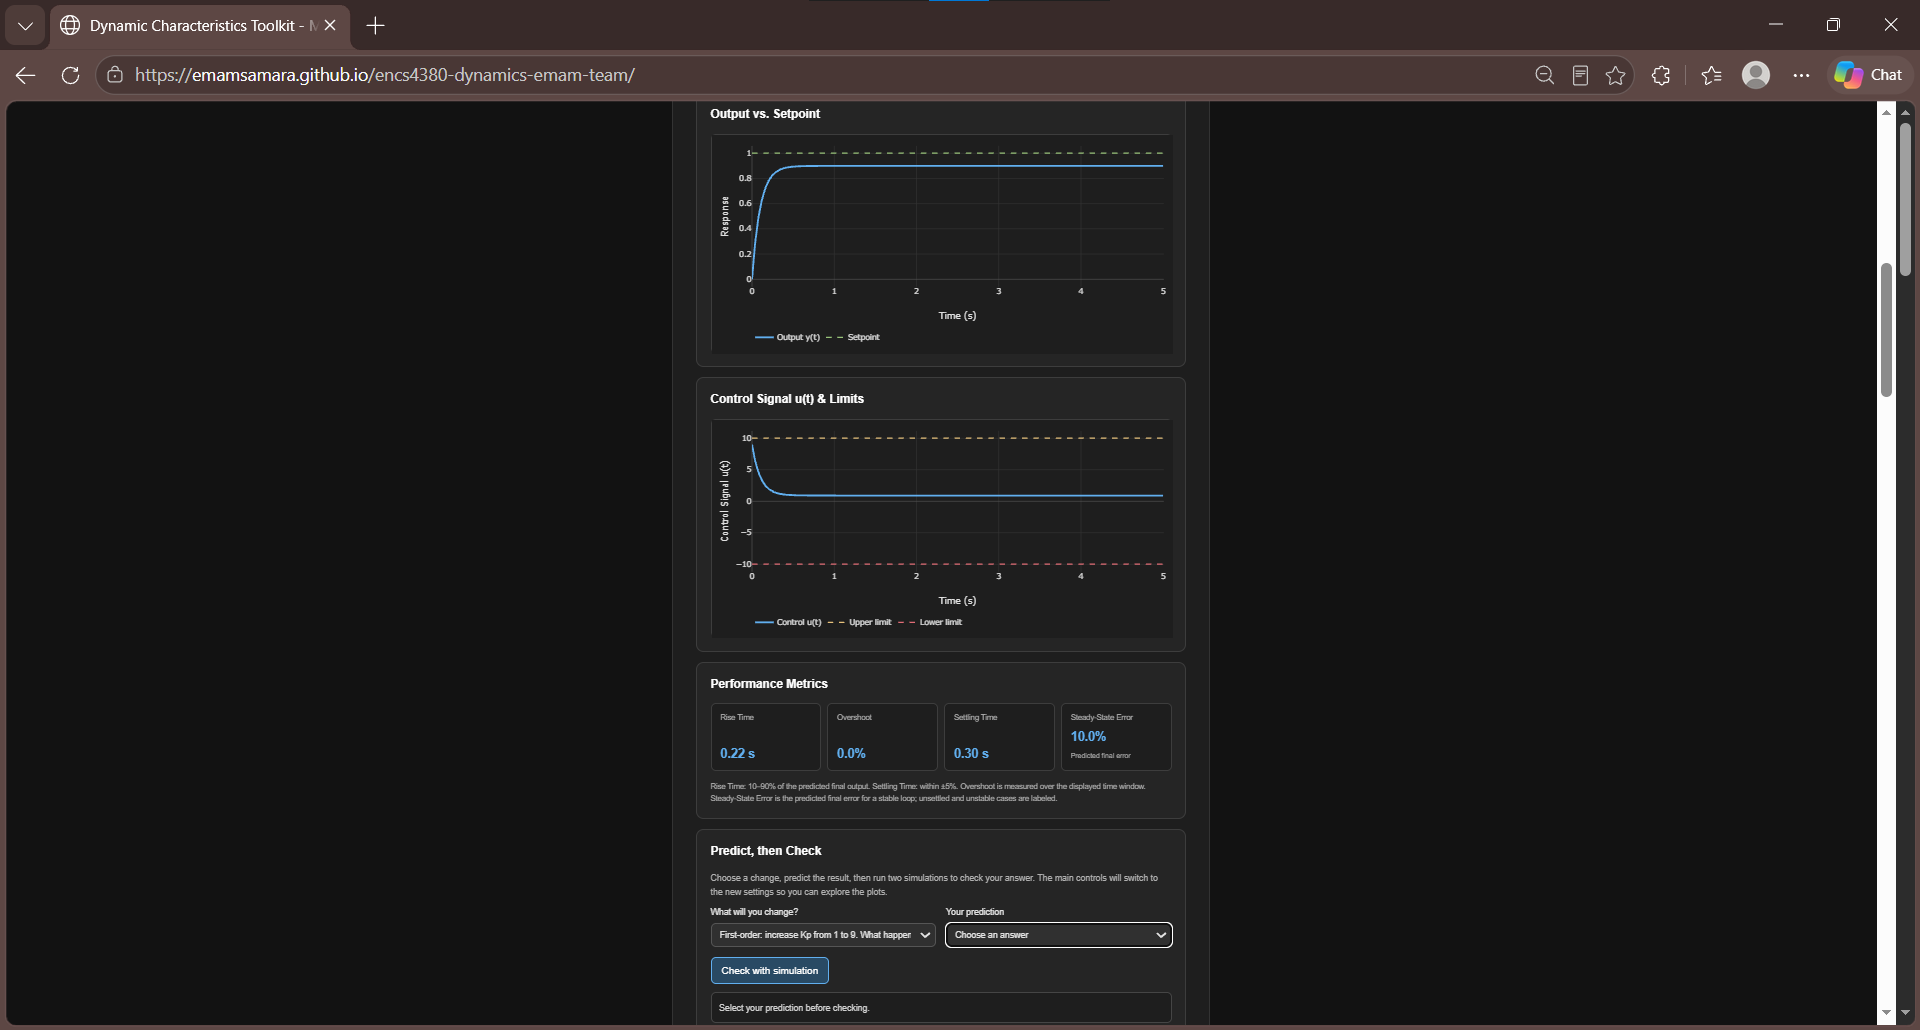 Dynamic Characteristics Toolkit -
https://emamsamara.github.io/encs4380-dynamics-emam-team/
Chat
Output vs. Setpoint
1
0.8
0.6
0.4
0.2
0
Response
0 1 2 3 4 5
Time (s)
Output y(t) Setpoint
Control Signal u(t) & Limits
10
5
0
−5
−10
Control Signal u(t)
0 1 2 3 4 5
Time (s)
Control u(t) Upper limit Lower limit
Performance Metrics
Rise Time
0.22 s
Overshoot
0.0%
Settling Time
0.30 s
Steady-State Error
10.0%
Predicted final error
Rise Time: 10–90% of the predicted final output. Settling Time: within ±5%. Overshoot is measured over the displayed time window.
Steady-State Error is the predicted final error for a stable loop; unsettled and unstable cases are labeled.
Predict, then Check
Choose a change, predict the result, then run two simulations to check your answer. The main controls will switch to
the new settings so you can explore the plots.
What will you change?
First-order: increase Kp from 1 to 9. What happen
Your prediction
Choose an answer
Check with simulation
Select your prediction before checking.